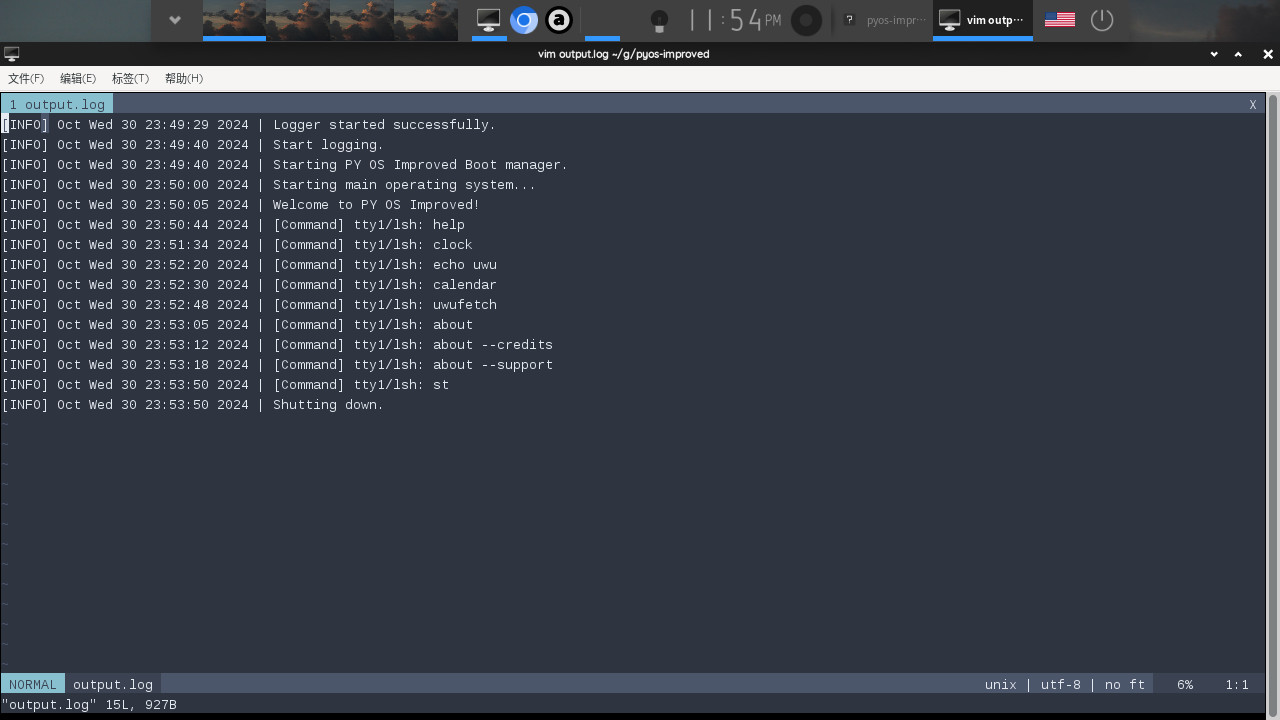 11:54 PM
? pyos-impr…
vim outp…
vim output.log ~/g/pyos-improved
文件(F) 编辑(E) 标签(T) 帮助(H)
1 output.log X
[INFO] Oct Wed 30 23:49:29 2024 | Logger started successfully.
[INFO] Oct Wed 30 23:49:40 2024 | Start logging.
[INFO] Oct Wed 30 23:49:40 2024 | Starting PY OS Improved Boot manager.
[INFO] Oct Wed 30 23:50:00 2024 | Starting main operating system...
[INFO] Oct Wed 30 23:50:05 2024 | Welcome to PY OS Improved!
[INFO] Oct Wed 30 23:50:44 2024 | [Command] tty1/lsh: help
[INFO] Oct Wed 30 23:51:34 2024 | [Command] tty1/lsh: clock
[INFO] Oct Wed 30 23:52:20 2024 | [Command] tty1/lsh: echo uwu
[INFO] Oct Wed 30 23:52:30 2024 | [Command] tty1/lsh: calendar
[INFO] Oct Wed 30 23:52:48 2024 | [Command] tty1/lsh: uwufetch
[INFO] Oct Wed 30 23:53:05 2024 | [Command] tty1/lsh: about
[INFO] Oct Wed 30 23:53:12 2024 | [Command] tty1/lsh: about --credits
[INFO] Oct Wed 30 23:53:18 2024 | [Command] tty1/lsh: about --support
[INFO] Oct Wed 30 23:53:50 2024 | [Command] tty1/lsh: st
[INFO] Oct Wed 30 23:53:50 2024 | Shutting down.
~
~
~
~
~
~
~
~
~
~
~
~
~
NORMAL output.log unix | utf-8 | no ft 6% 1:1
"output.log" 15L, 927B